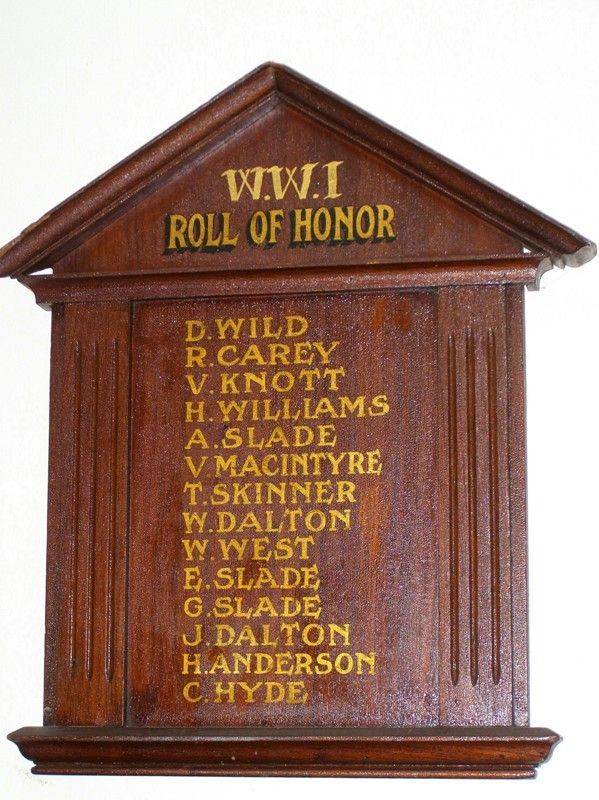 W.W.I
ROLL OF HONOR
D.WILD
R.CAREY
V.KNOTT
H.WILLIAMS
A.SLADE
V MACINTYRE
T.SKINNER
W.DALTON
W.WEST
E.SLADE
G.SLADE
J.DALTON
H.ANDERSON
C.HYDE